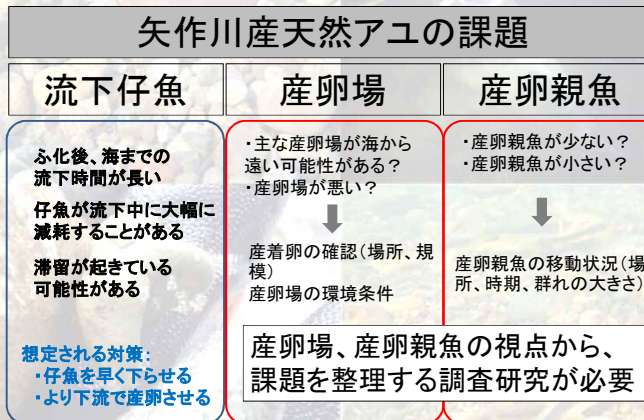 矢作川産天然アユの課題
流下仔魚
産卵場
産卵親魚
ふ化後、海までの
流下時間が長い
仔魚が流下中に大幅に
減耗することがある
滞留が起きている
可能性がある
想定される対策:
・仔魚を早く下らせる
・より下流で産卵させる
・主な産卵場が海から
遠い可能性がある?
・産卵場が悪い?
産着卵の確認(場所、規
模)
産卵場の環境条件
・産卵親魚が少ない?
・産卵親魚が小さい?
産卵親魚の移動状況(場
所、時期、群れの大きさ)
産卵場、産卵親魚の視点から、
課題を整理する調査研究が必要